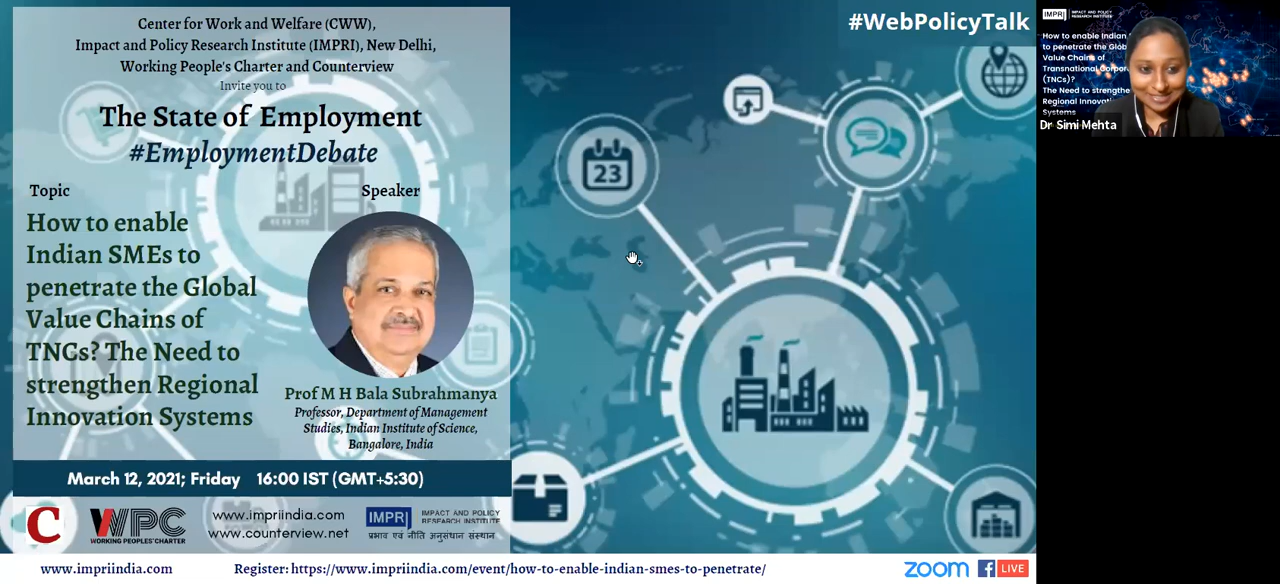 Center for Work and Welfare (CWW),
Impact and Policy Research Institute (IMPRI), New Delhi,
Working People's Charter and Counterview
Invite you to
The State of Employment
#EmploymentDebate
Topic
How to enable
Indian SMEs to
penetrate the Global
Value Chains of
TNCs? The Need to
strengthen Regional
Innovation Systems
Speaker
Prof M H Bala Subrahmanya
Professor, Department of Management
Studies, Indian Institute of Science,
Bangalore, India
March 12, 2021; Friday 16:00 IST (GMT+5:30)
C
WPC
WORKING PEOPLES'CHARTER
www.impriindia.com
www.counterview.net
IMPRI
IMPACT AND POLICY
RESEARCH INSTITUTE
प्रभाव एवं नीति अनुसंधान संस्थान
www.impriindia.com
Register: https://www.impriindia.com/event/how-to-enable-indian-smes-to-penetrate/
zoom
f LIVE
#WebPolicyTalk
23
IMPRI
IMPACT AND POLICY
RESEARCH INSTITUTE
How to enable Indian
to penetrate the Glob
Value Chains of
Transnational Corpor
(TNCs)?
The Need to strengthe
Regional Innovati
Systems
Dr Simi Mehta